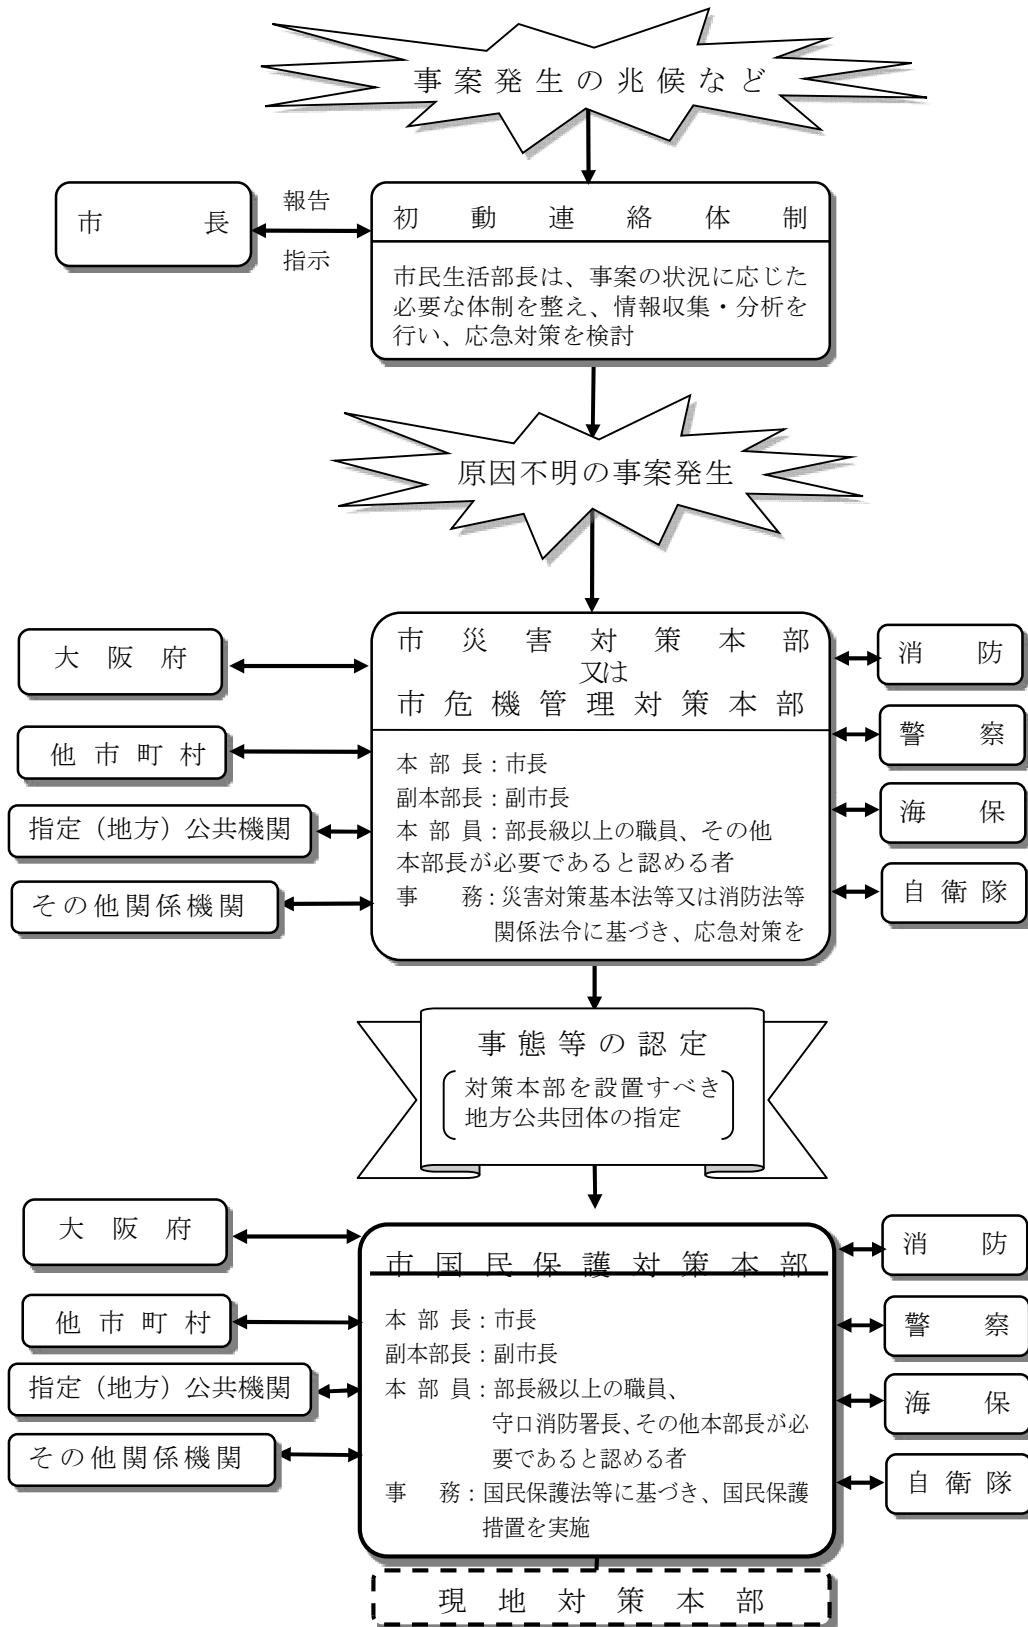 事案発生の兆候など
市長
報告
指示
初動連絡体制
市民生活部長は、事案の状況に応じた
必要な体制を整え、情報収集・分析を
行い、応急対策を検討
原因不明の事案発生
大阪府
他市町村
指定（地方）公共機関
その他関係機関
市災害対策本部
又は
市危機管理対策本部
本部長：市長
副本部長：副市長
本部員：部長級以上の職員、その他
本部長が必要であると認める者
事務：災害対策基本法等又は消防法等
関係法令に基づき、応急対策を
消防
警察
海保
自衛隊
事態等の認定
対策本部を設置すべき
地方公共団体の指定
大阪府
他市町村
指定（地方）公共機関
その他関係機関
市国民保護対策本部
本部長：市長
副本部長：副市長
本部員：部長級以上の職員、
守口消防署長、その他本部長が必
要であると認める者
事務：国民保護法等に基づき、国民保護
措置を実施
消防
警察
海保
自衛隊
現地対策本部